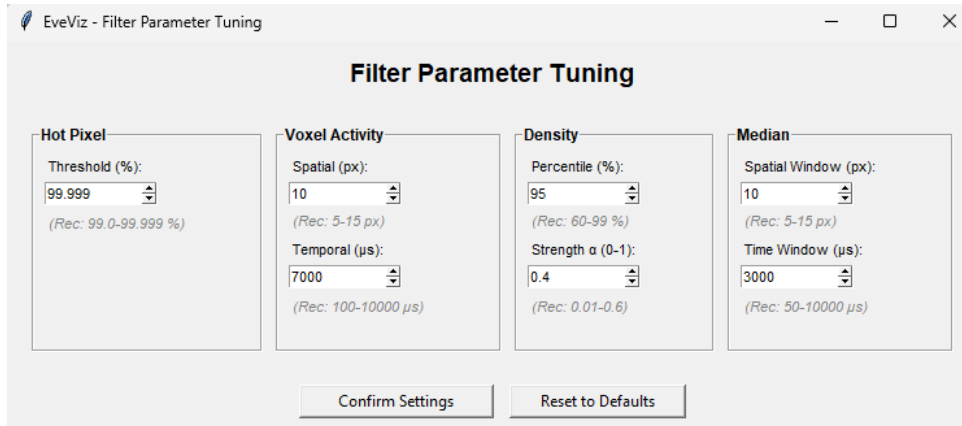 EveViz - Filter Parameter Tuning
Filter Parameter Tuning
Hot Pixel
Threshold (%):
99.999
(Rec: 99.0-99.999 %)
Voxel Activity
Spatial (px):
10
(Rec: 5-15 px)
Temporal (µs):
7000
(Rec: 100-10000 µs)
Density
Percentile (%):
95
(Rec: 60-99 %)
Strength α (0-1):
0.4
(Rec: 0.01-0.6)
Median
Spatial Window (px):
10
(Rec: 5-15 px)
Time Window (µs):
3000
(Rec: 50-10000 µs)
Confirm Settings
Reset to Defaults